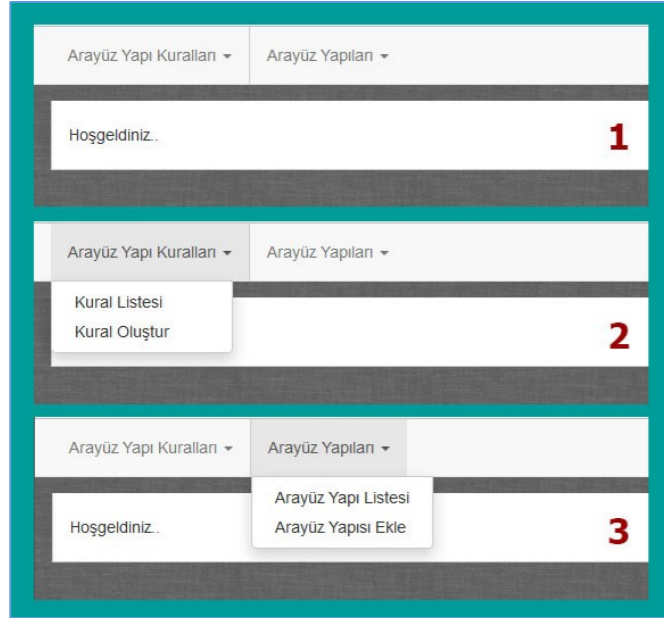 Arayüz Yapı Kuralları Arayüz Yapıları
Hoşgeldiniz..
1
Arayüz Yapı Kuralları Arayüz Yapıları
Kural Listesi
Kural Oluştur
2
Arayüz Yapı Kuralları Arayüz Yapıları
Arayüz Yapı Listesi
Hoşgeldiniz.. Arayüz Yapısı Ekle
3